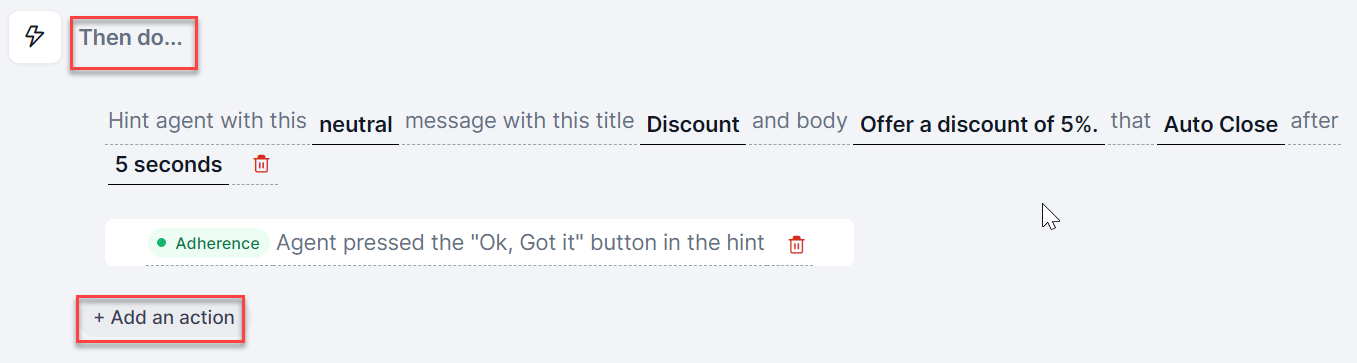 Then do...
Hint agent with this neutral message with this title Discount and body Offer a discount of 5%. that Auto Close after
5 seconds
Adherence Agent pressed the "Ok, Got it" button in the hint
+ Add an action